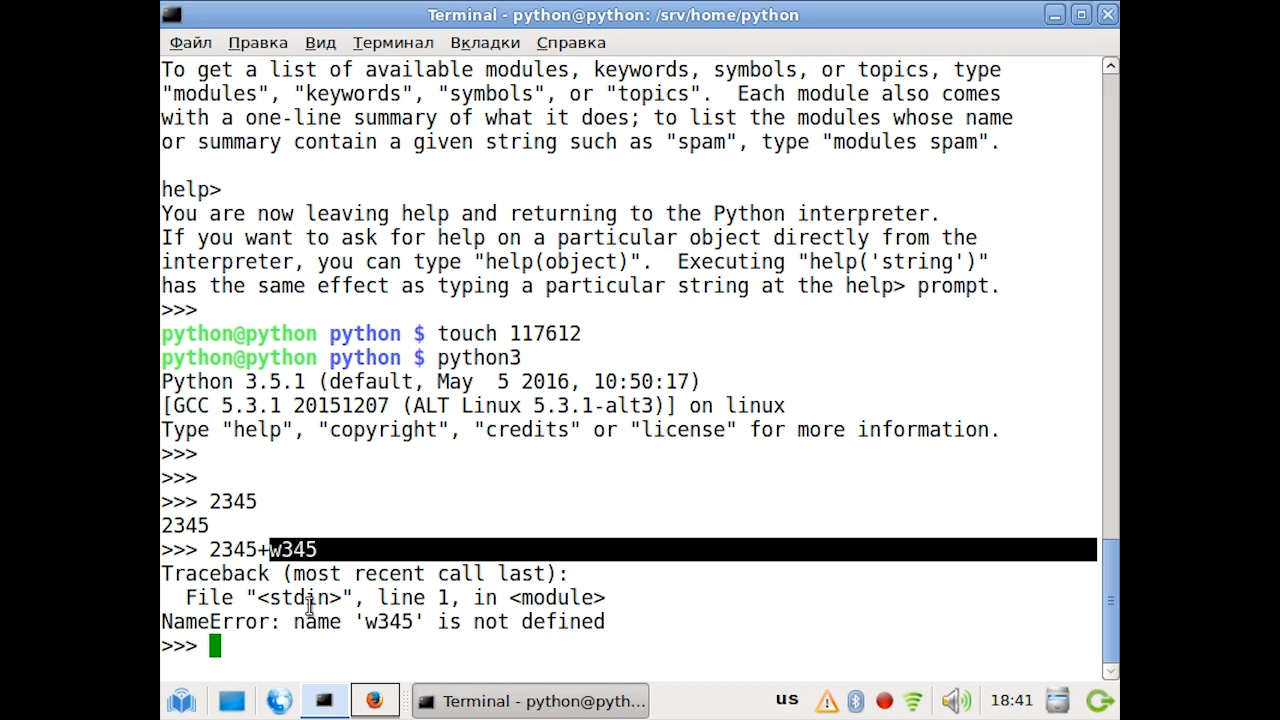 Terminal - python@python: /srv/home/python
Файл Правка Вид Терминал Вкладки Справка
To get a list of available modules, keywords, symbols, or topics, type
"modules", "keywords", "symbols", or "topics".  Each module also comes
with a one-line summary of what it does; to list the modules whose name
or summary contain a given string such as "spam", type "modules spam".
help>
You are now leaving help and returning to the Python interpreter.
If you want to ask for help on a particular object directly from the
interpreter, you can type "help(object)".  Executing "help('string')"
has the same effect as typing a particular string at the help> prompt.
>>>
python@python python $ touch 117612
python@python python $ python3
Python 3.5.1 (default, May  5 2016, 10:50:17)
[GCC 5.3.1 20151207 (ALT Linux 5.3.1-alt3)] on linux
Type "help", "copyright", "credits" or "license" for more information.
>>>
>>>
>>> 2345
2345
>>> 2345+w345
Traceback (most recent call last):
  File "<stdin>", line 1, in <module>
NameError: name 'w345' is not defined
>>>
Terminal - python@pyth... us 18:41